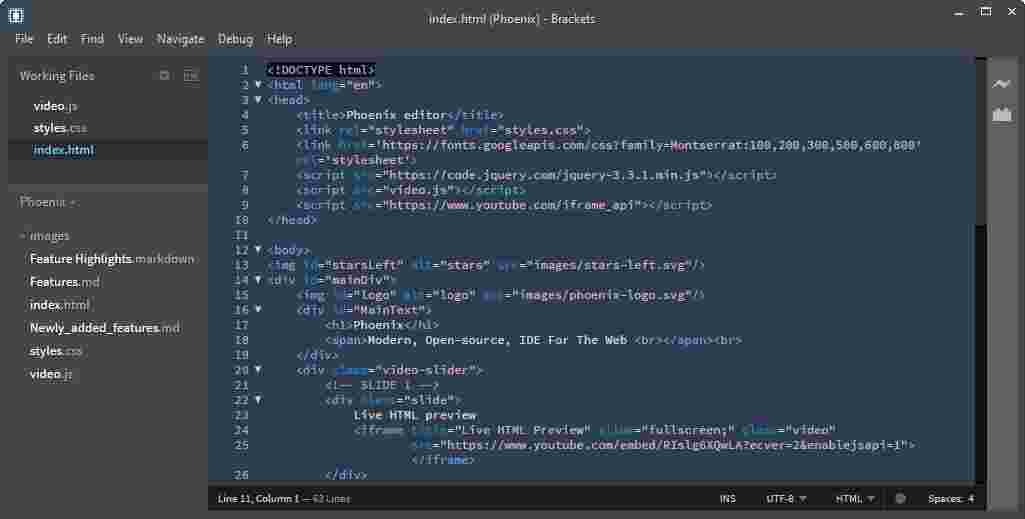 index.html (Phoenix) - Brackets
File Edit Find View Navigate Debug Help
Working Files
video.js
styles.css
index.html
Phoenix
images
Feature Highlights.markdown
Features.md
index.html
Newly_added_features.md
styles.css
video.js
1 <!DOCTYPE html>
2 <html lang="en">
3 <head>
4 <title>Phoenix editor</title>
5 <link rel="stylesheet" href="styles.css">
6 <link href='https://fonts.googleapis.com/css?family=Montserrat:100,200,300,500,600,800'
rel='stylesheet'>
7 <script src="https://code.jquery.com/jquery-3.3.1.min.js"></script>
8 <script src="video.js"></script>
9 <script src="https://www.youtube.com/iframe_api"></script>
10 </head>
11
12 <body>
13 <img id="starsLeft" alt="stars" src="images/stars-left.svg"/>
14 <div id="mainDiv">
15 <img id="logo" alt="logo" src="images/phoenix-logo.svg"/>
16 <div id="MainText">
17 <h1>Phoenix</h1>
18 <span>Modern, Open-source, IDE For The Web <br></span><br>
19 </div>
20 <div class="video-slider">
21 <!-- SLIDE 1 -->
22 <div class="slide">
23 Live HTML preview
24 <iframe title="Live HTML Preview" allow="fullscreen;" class="video"
25 src="https://www.youtube.com/embed/RIslg6XQwLA?ecver=2&enablejsapi=1">
</iframe>
26 </div>
Line 11, Column 1 — 63 Lines
INS UTF-8 HTML Spaces: 4